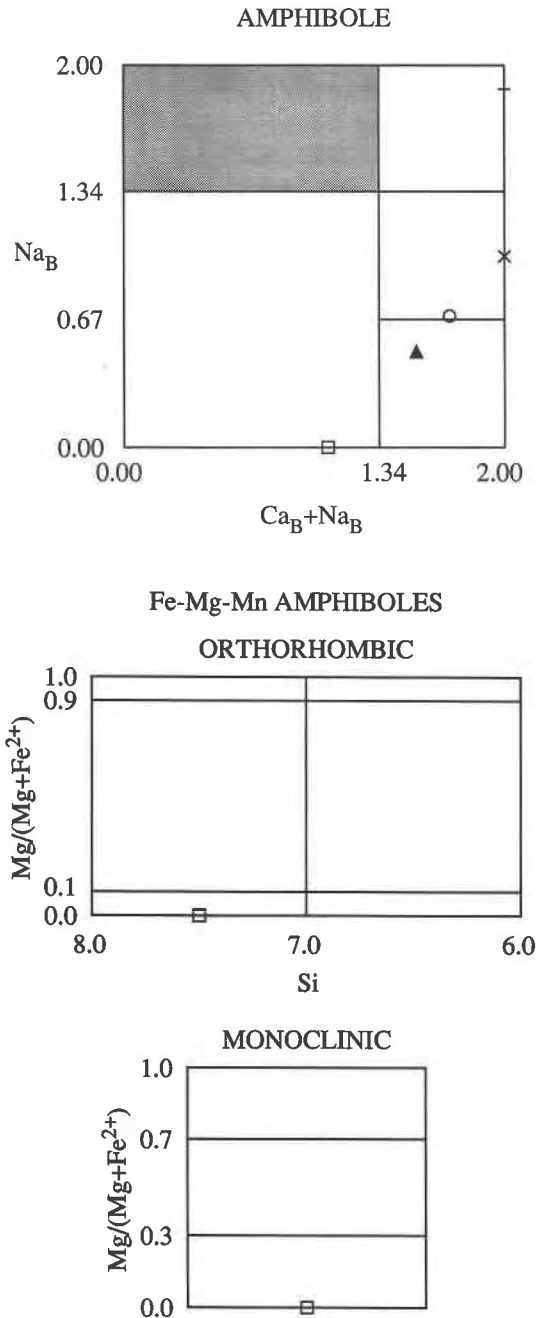 AMPHIBOLE
2.00
1.34
Na_B
0.67
0.00
0.00 1.34 2.00
Ca_B+Na_B
Fe-Mg-Mn AMPHIBOLES
ORTHORHOMBIC
1.0
0.9
Mg/(Mg+Fe²⁺)
0.1
0.0
8.0 7.0 6.0
Si
MONOCLINIC
1.0
0.7
Mg/(Mg+Fe²⁺)
0.3
0.0